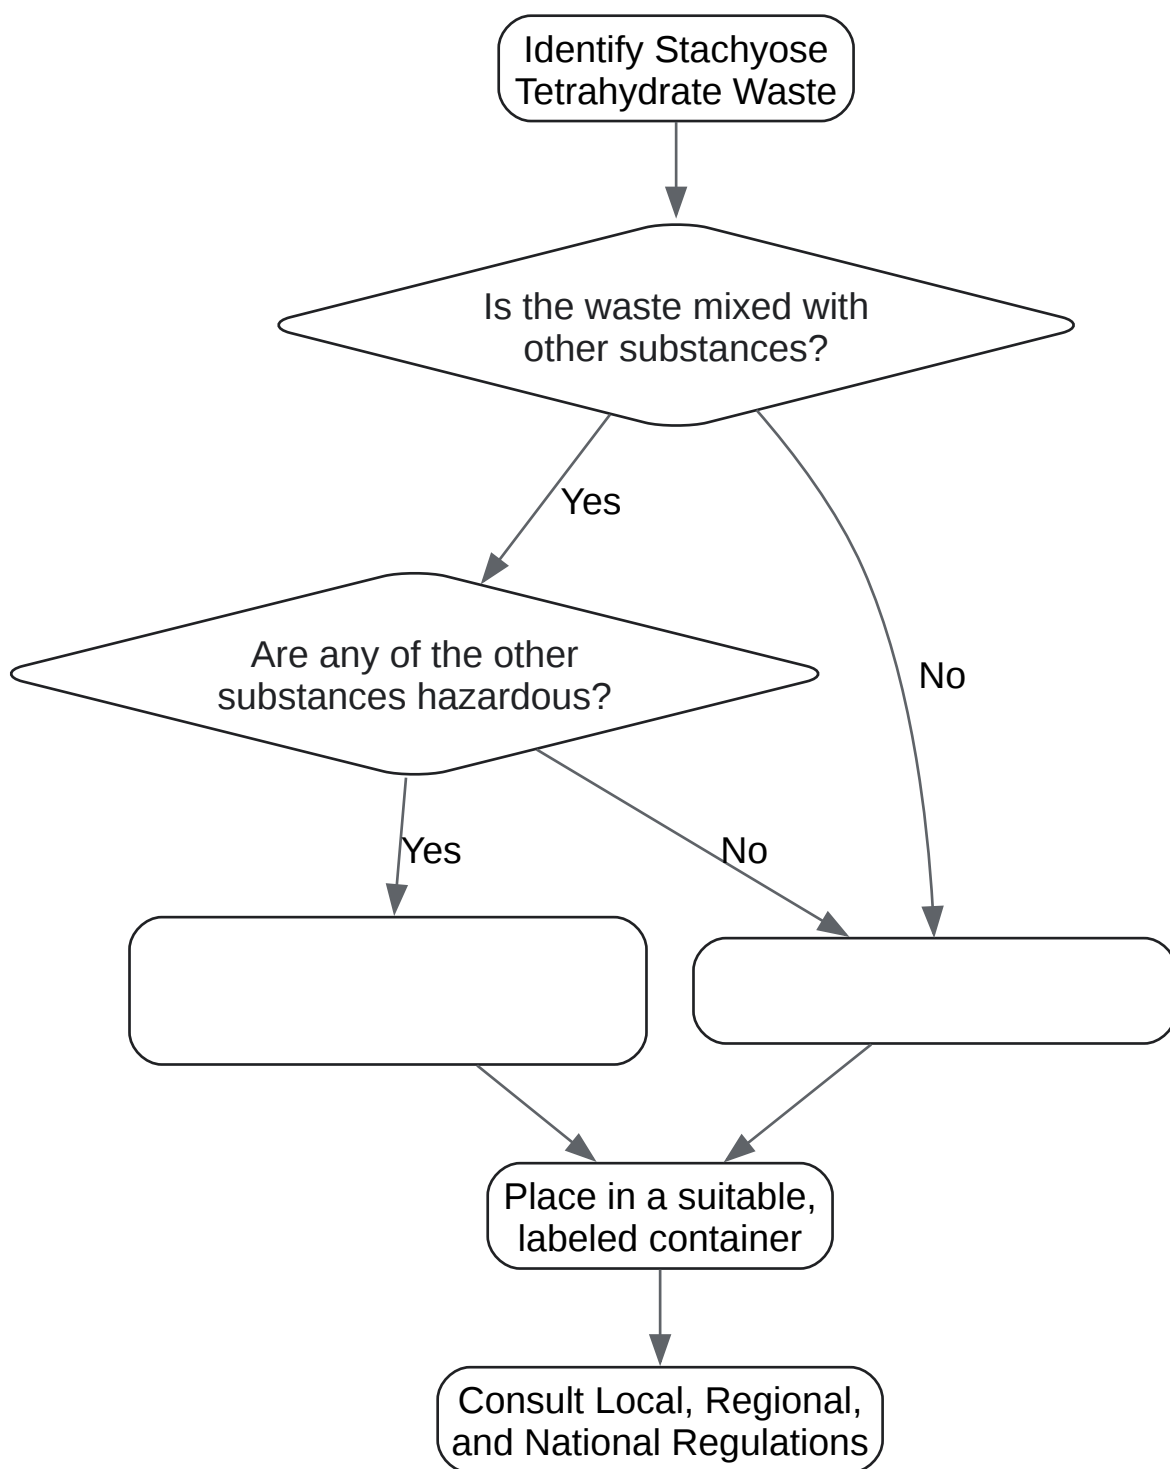 Identify Stachyose
Tetrahydrate Waste
Is the waste mixed with
other substances?
Yes
Are any of the other
substances hazardous?
No
Yes
No
Place in a suitable,
labeled container
Consult Local, Regional,
and National Regulations